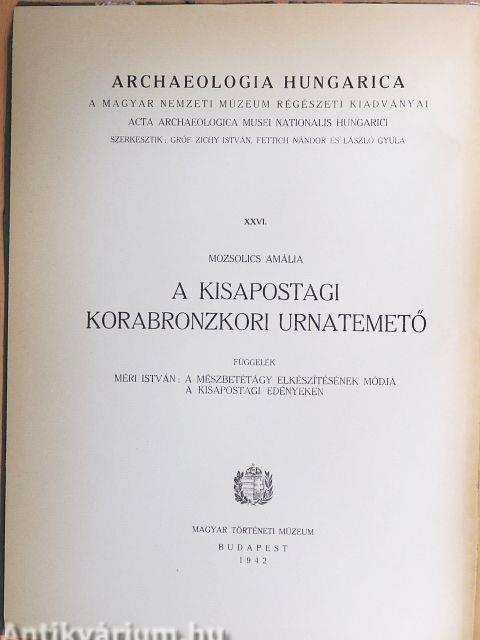 ARCHAEOLOGIA HUNGARICA
A MAGYAR NEMZETI MÚZEUM RÉGÉSZETI KIADVÁNYAI
ACTA ARCHAEOLOGICA MUSEI NATIONALIS HUNGARICI
SZERKESZTIK: GRÓF ZICHY ISTVÁN, FETTICH NÁNDOR ÉS LÁSZLÓ GYULA
XXVI.
MOZSOLICS AMÁLIA
A KISAPOSTAGI
KORABRONZKORI URNATEMETŐ
FÜGGELÉK
MÉRI ISTVÁN: A MÉSZBETÉTÁGY ELKÉSZÍTÉSÉNEK MÓDJA
A KISAPOSTAGI EDÉNYEKEN
MAGYAR TÖRTÉNETI MÚZEUM
BUDAPEST
1942
Antikvárium.hu